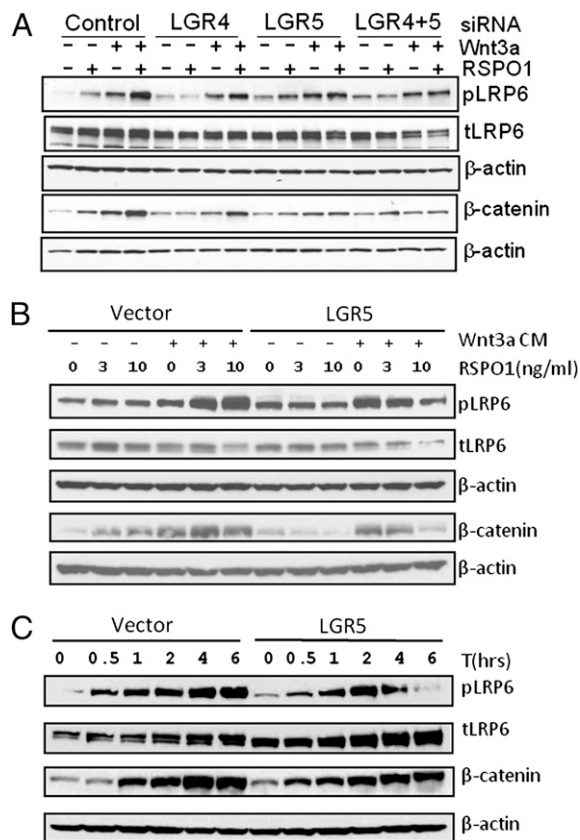 A
Control LGR4 LGR5 LGR4+5 siRNA
- - + + - - + + - - + + - - + + Wnt3a
- + - + - + - + - + - + - + - + RSPO1
pLRP6
tLRP6
β-actin
β-catenin
β-actin
B
Vector LGR5
- - - + + + - - - + + + Wnt3a CM
0 3 10 0 3 10 0 3 10 0 3 10 RSPO1(ng/ml)
pLRP6
tLRP6
β-actin
β-catenin
β-actin
C
Vector LGR5
0 0.5 1 2 4 6 0 0.5 1 2 4 6 T(hrs)
pLRP6
tLRP6
β-catenin
β-actin